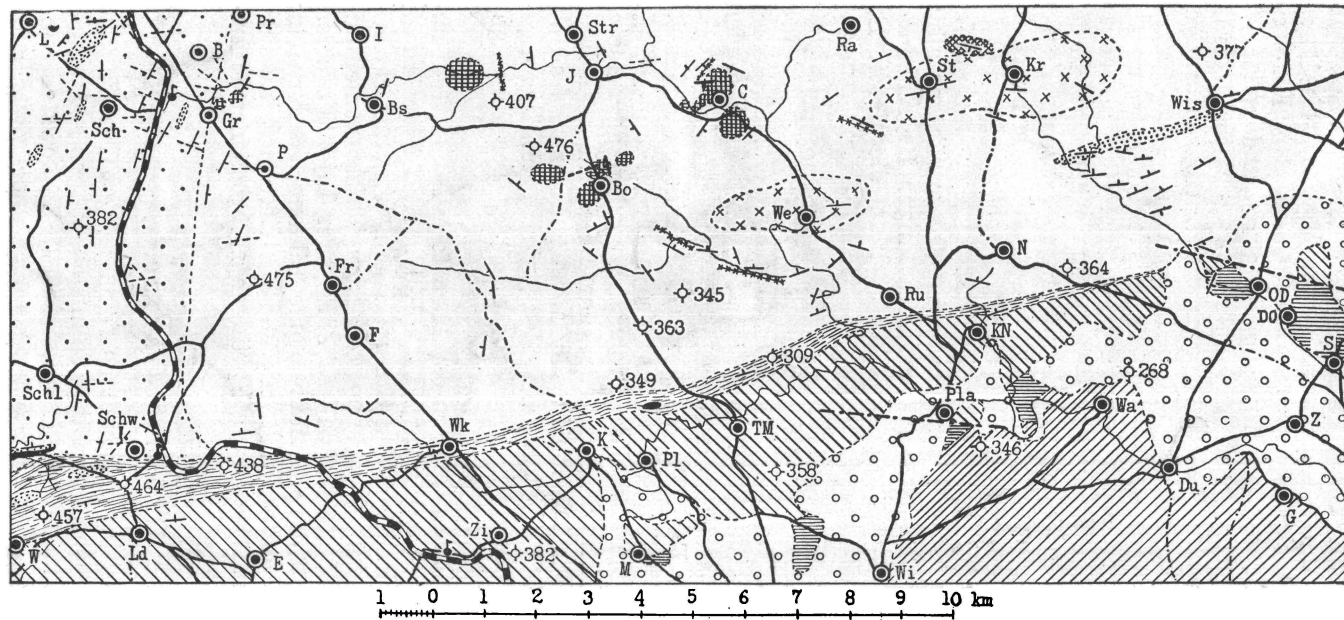 L
Pr
B
I
Str
J
Ra
St
Kr
377
Sch
Gr
Bs
407
C
Wis
P
476
A
Bo
382
We
475
Fr
345
N
364
OD
Ru
DO
F
363
KN
309
Schl
349
268
Schw
Wk
Pla
Wa
TM
Z
438
K
Pl
346
464
358
Du
457
G
W
Ld
Zi
E
382
M
Wi
1 0 1 2 3 4 5 6 7 8 9 10 km